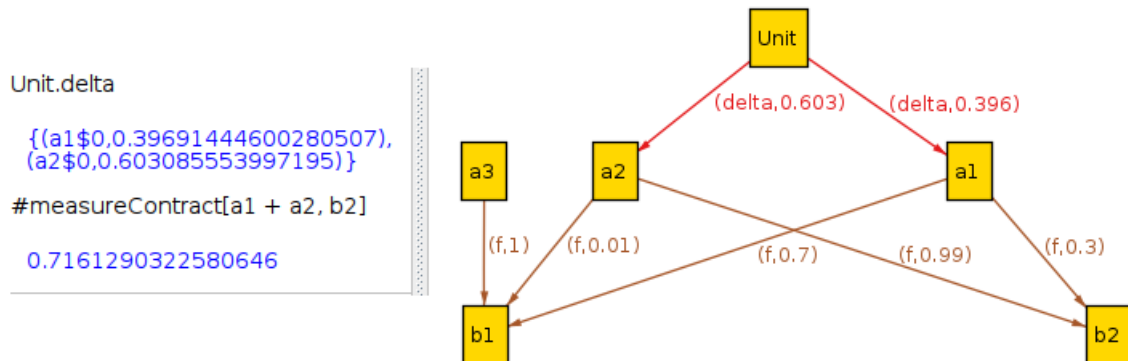 Unit.delta
{(a1$0,0.39691444600280507),
(a2$0,0.603085553997195)}
#measureContract[a1 + a2, b2]
0.7161290322580646
Unit
(delta,0.603)
(delta,0.396)
a3
a2
a1
(f,1)
(f,0.01)
(f,0.7)
(f,0.99)
(f,0.3)
b1
b2